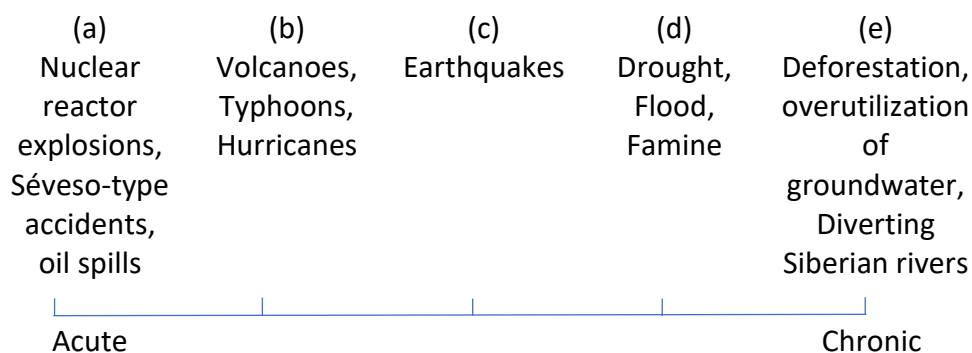 (a)
Nuclear
reactor
explosions,
Séveso-type
accidents,
oil spills
(b)
Volcanoes,
Typhoons,
Hurricanes
(c)
Earthquakes
(d)
Drought,
Flood,
Famine
(e)
Deforestation,
overutilization
of
groundwater,
Diverting
Siberian rivers
Acute
Chronic